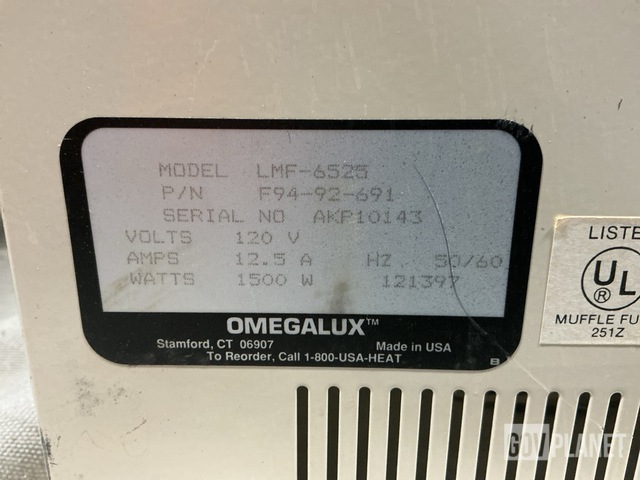 MODEL LMF-6525
P/N F94-92-691
SERIAL NO AKP10143
VOLTS 120 V
AMPS 12.5 A HZ 50/60
WATTS 1500 W 121397
OMEGALUX™
Stamford, CT 06907 Made in USA
To Reorder, Call 1-800-USA-HEAT
B
LISTE
UL
®
MUFFLE FU
251Z
GOVPLANET